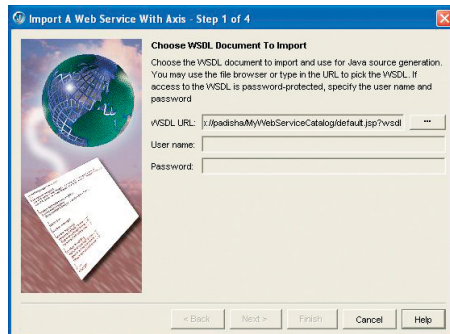 Import A Web Service With Axis - Step 1 of 4
Choose WSDL Document To Import
Choose the WSDL document to import and use for Java source generation.
You may use the file browser or type in the URL to pick the WSDL. If
access to the WSDL is password-protected, specify the user name and
password
WSDL URL: ://padisha/MyWebServiceCatalog/default.jsp?wsdl ...
User name:
Password:
< Back Next > Finish Cancel Help